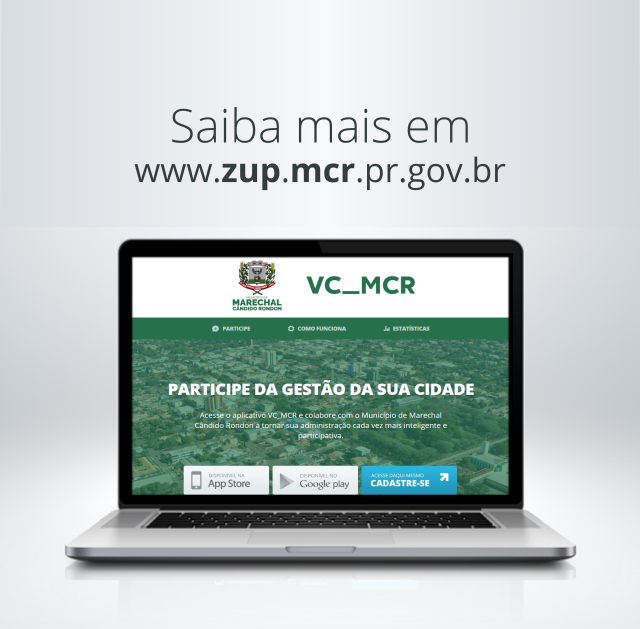 Saiba mais em
www.zup.mcr.pr.gov.br
MARECHAL
CÂNDIDO RONDON
VC_MCR
PARTICIPE
COMO FUNCIONA
ESTATÍSTICAS
PARTICIPE DA GESTÃO DA SUA CIDADE
Acesse o aplicativo VC_MCR e colabore com o Município de Marechal
Cândido Rondon a tornar sua administração cada vez mais inteligente e
participativa.
DISPONÍVEL NA
App Store
DISPONÍVEL NO
Google play
ACESSE DAQUI MESMO
CADASTRE-SE